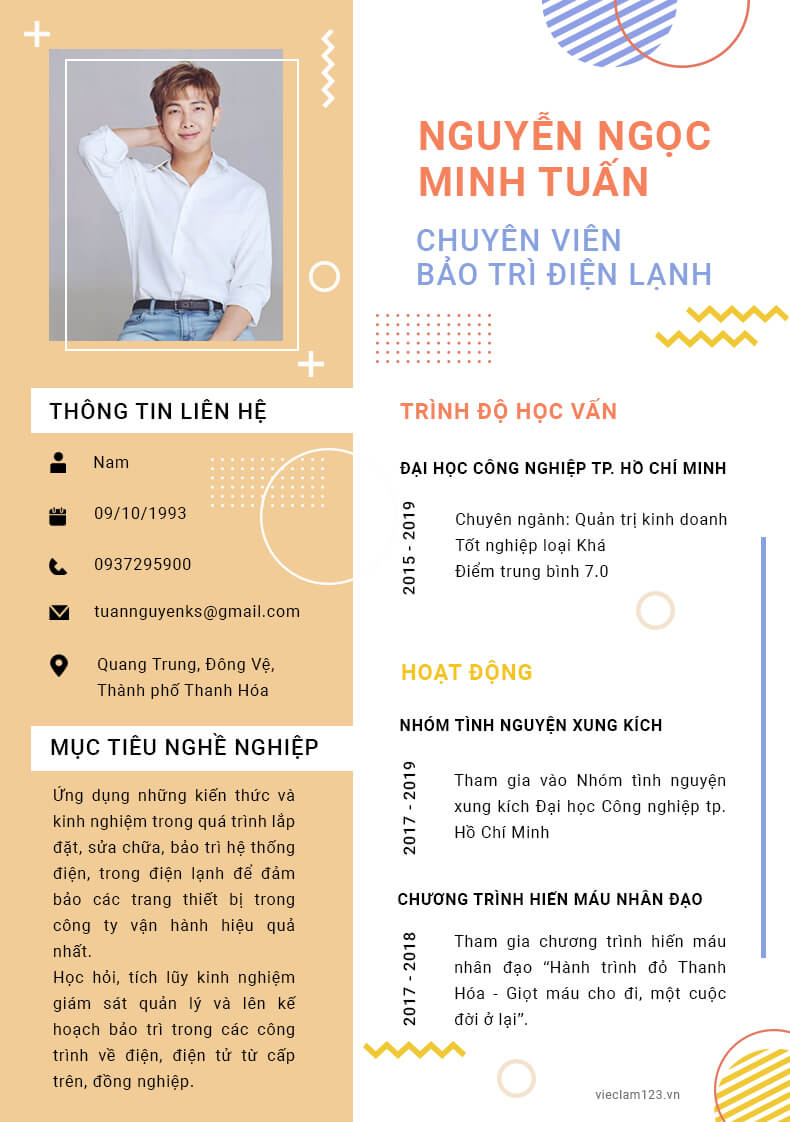 NGUYỄN NGỌC
MINH TUẤN
CHUYÊN VIÊN
BẢO TRÌ ĐIỆN LẠNH
THÔNG TIN LIÊN HỆ
Nam
09/10/1993
0937295900
tuannguyenks@gmail.com
Quang Trung, Đông Vệ,
Thành phố Thanh Hóa
MỤC TIÊU NGHỀ NGHIỆP
Ứng dụng những kiến thức và
kinh nghiệm trong quá trình lắp
đặt, sửa chữa, bảo trì hệ thống
điện, trong điện lạnh để đảm
bảo các trang thiết bị trong
công ty vận hành hiệu quả
nhất.
Học hỏi, tích lũy kinh nghiệm
giám sát quản lý và lên kế
hoạch bảo trì trong các công
trình về điện, điện tử từ cấp
trên, đồng nghiệp.
TRÌNH ĐỘ HỌC VẤN
ĐẠI HỌC CÔNG NGHIỆP TP. HỒ CHÍ MINH
2015 - 2019
Chuyên ngành: Quản trị kinh doanh
Tốt nghiệp loại Khá
Điểm trung bình 7.0
HOẠT ĐỘNG
NHÓM TÌNH NGUYỆN XUNG KÍCH
2017 - 2019
Tham gia vào Nhóm tình nguyện
xung kích Đại học Công nghiệp tp.
Hồ Chí Minh
CHƯƠNG TRÌNH HIẾN MÁU NHÂN ĐẠO
2017 - 2018
Tham gia chương trình hiến máu
nhân đạo “Hành trình đỏ Thanh
Hóa - Giọt máu cho đi, một cuộc
đời ở lại”.
vieclam123.vn